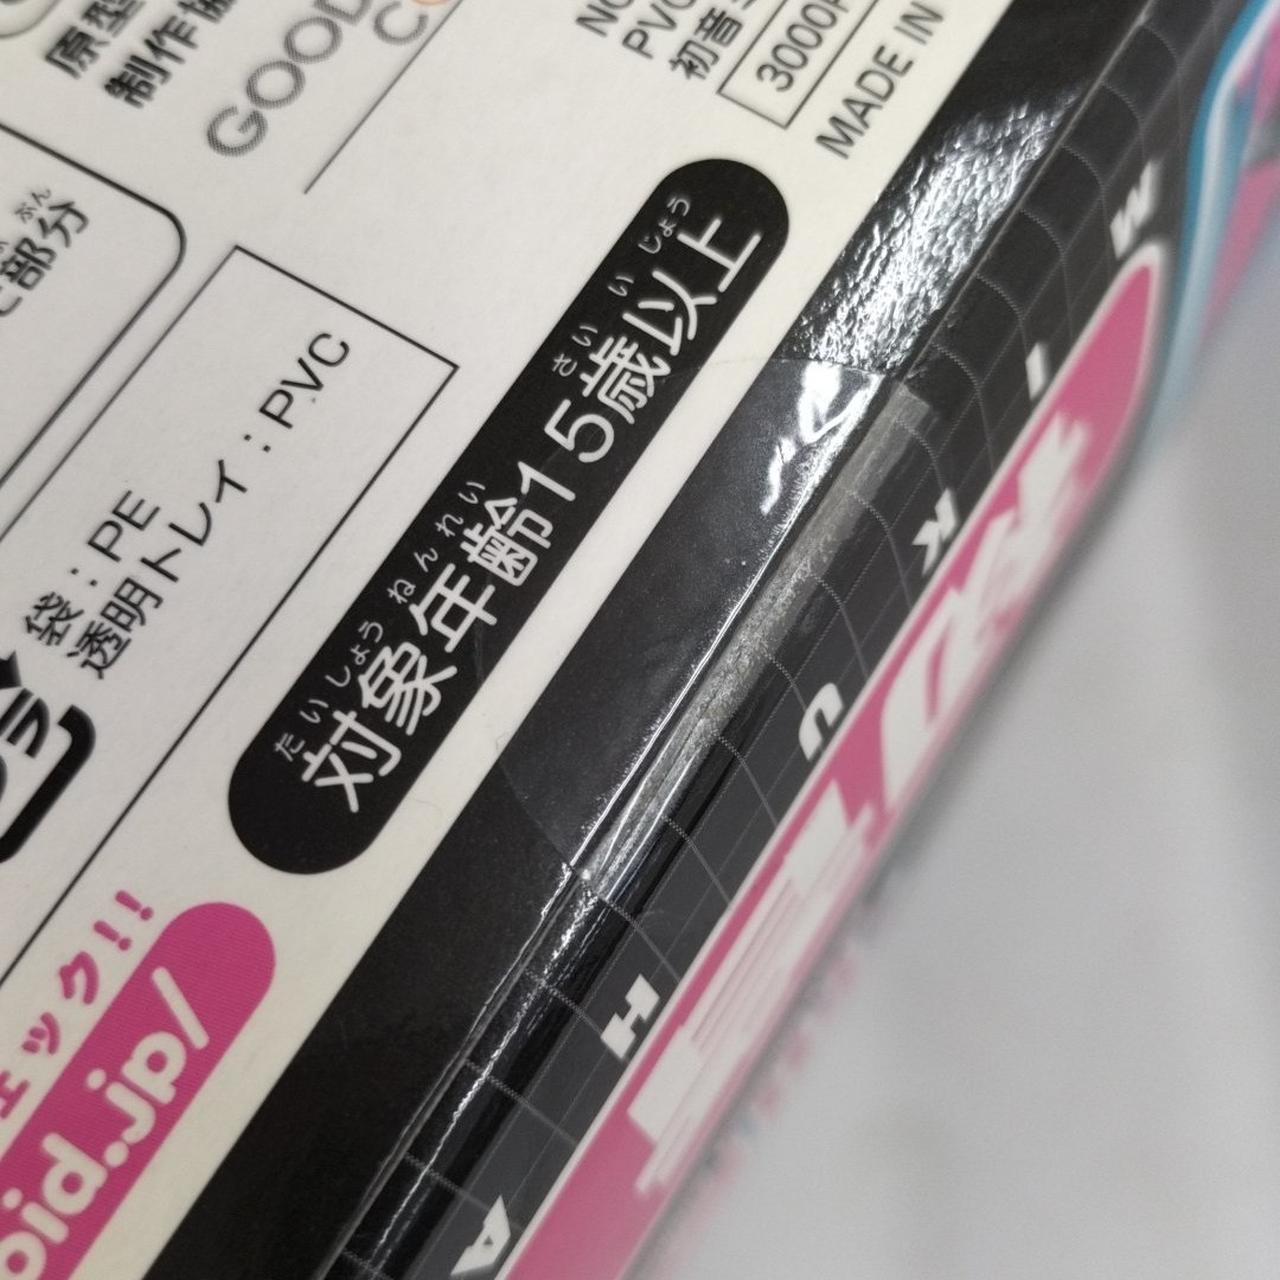 原型
制作協
GOOD
NO
PVC
初音
3000
MADE IN
ぶん
部分
袋：PE
透明トレイ：PVC
たいしょうねんれい さい いじょう
対象年齢15歳以上
ェック!!
oid.jp/
M
I
K
U
H
A